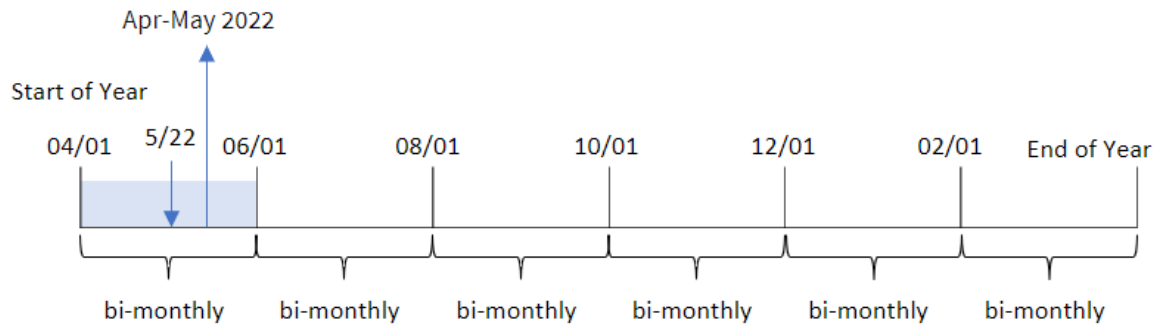 Apr-May 2022
Start of Year
04/01 5/22 06/01 08/01 10/01 12/01 02/01 End of Year
bi-monthly bi-monthly bi-monthly bi-monthly bi-monthly bi-monthly